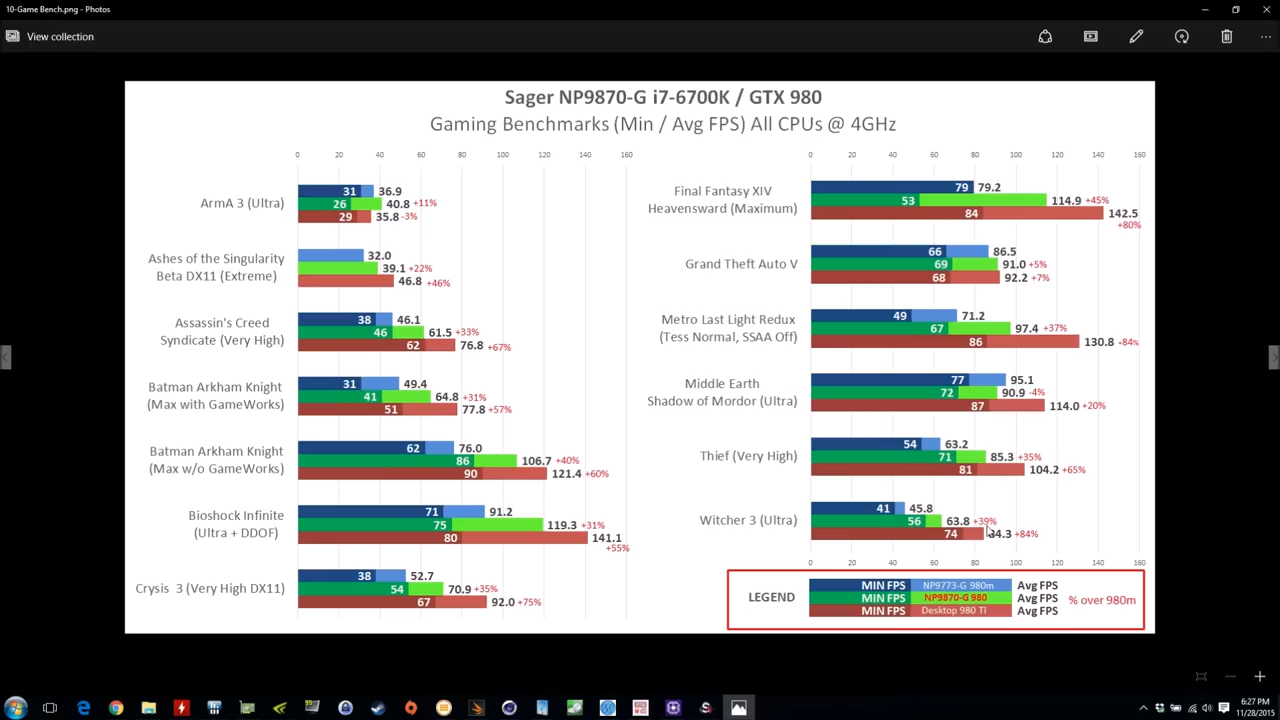 10-Game Bench.png - Photos
View collection
Sager NP9870-G i7-6700K / GTX 980
Gaming Benchmarks (Min / Avg FPS) All CPUs @ 4GHz
0 20 40 60 80 100 120 140 160
ArmA 3 (Ultra)
31 36.9
26 40.8 +11%
29 35.8 -3%
Ashes of the Singularity
Beta DX11 (Extreme)
32.0
39.1 +22%
46.8 +46%
Assassin's Creed
Syndicate (Very High)
38 46.1
46 61.5 +33%
62 76.8 +67%
Batman Arkham Knight
(Max with GameWorks)
31 49.4
41 64.8 +31%
51 77.8 +57%
Batman Arkham Knight
(Max w/o GameWorks)
62 76.0
86 106.7 +40%
90 121.4 +60%
Bioshock Infinite
(Ultra + DDOF)
71 91.2
75 119.3 +31%
80 141.1
+55%
Crysis 3 (Very High DX11)
38 52.7
54 70.9 +35%
67 92.0 +75%
0 20 40 60 80 100 120 140 160
Final Fantasy XIV
Heavensward (Maximum)
79 79.2
53 114.9 +45%
84 142.5
+80%
Grand Theft Auto V
66 86.5
69 91.0 +5%
68 92.2 +7%
Metro Last Light Redux
(Tess Normal, SSAA Off)
49 71.2
67 97.4 +37%
86 130.8 +84%
Middle Earth
Shadow of Mordor (Ultra)
77 95.1
72 90.9 -4%
87 114.0 +20%
Thief (Very High)
54 63.2
71 85.3 +35%
81 104.2 +65%
Witcher 3 (Ultra)
41 45.8
56 63.8 +39%
74 84.3 +84%
0 20 40 60 80 100 120 140 160
LEGEND
MIN FPS NP9773-G 980m Avg FPS
MIN FPS NP9870-G 980 Avg FPS
MIN FPS Desktop 980 TI Avg FPS
% over 980m
6:27 PM
11/28/2015